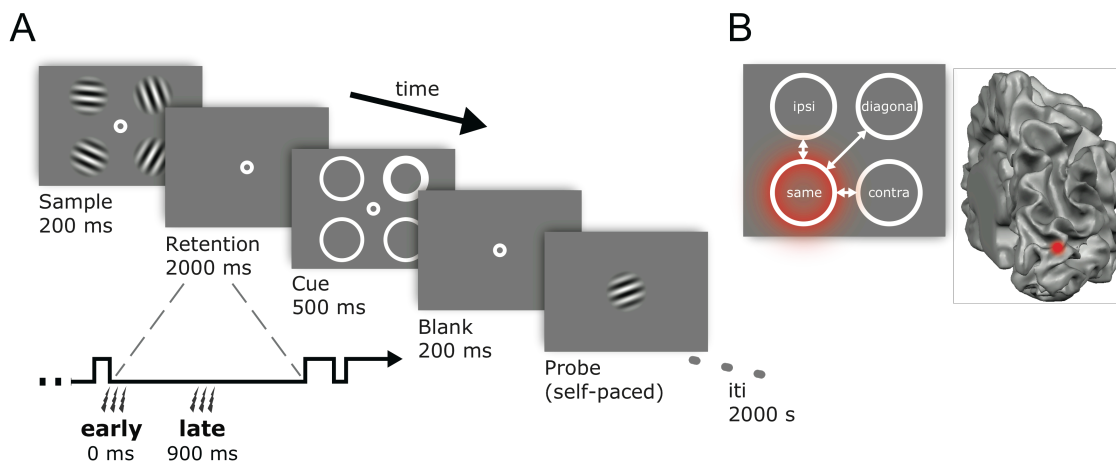 A
B
time
Sample
200 ms
Retention
2000 ms
Cue
500 ms
Blank
200 ms
Probe
(self-paced)
iti
2000 s
early
0 ms
late
900 ms
ipsi
diagonal
same
contra